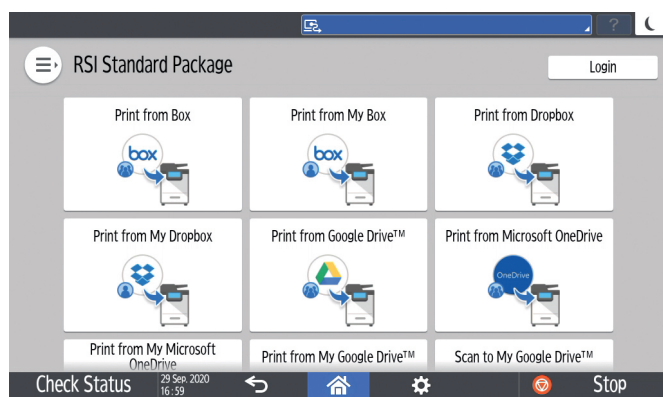 ?
RSI Standard Package
Login
Print from Box
Print from My Box
Print from Dropbox
box
box
Print from My Dropbox
Print from Google Drive™
Print from Microsoft OneDrive
OneDrive
Print from My Microsoft
OneDrive
Print from My Google Drive™
Scan to My Google Drive™
Check Status
29 Sep. 2020
16:59
Stop